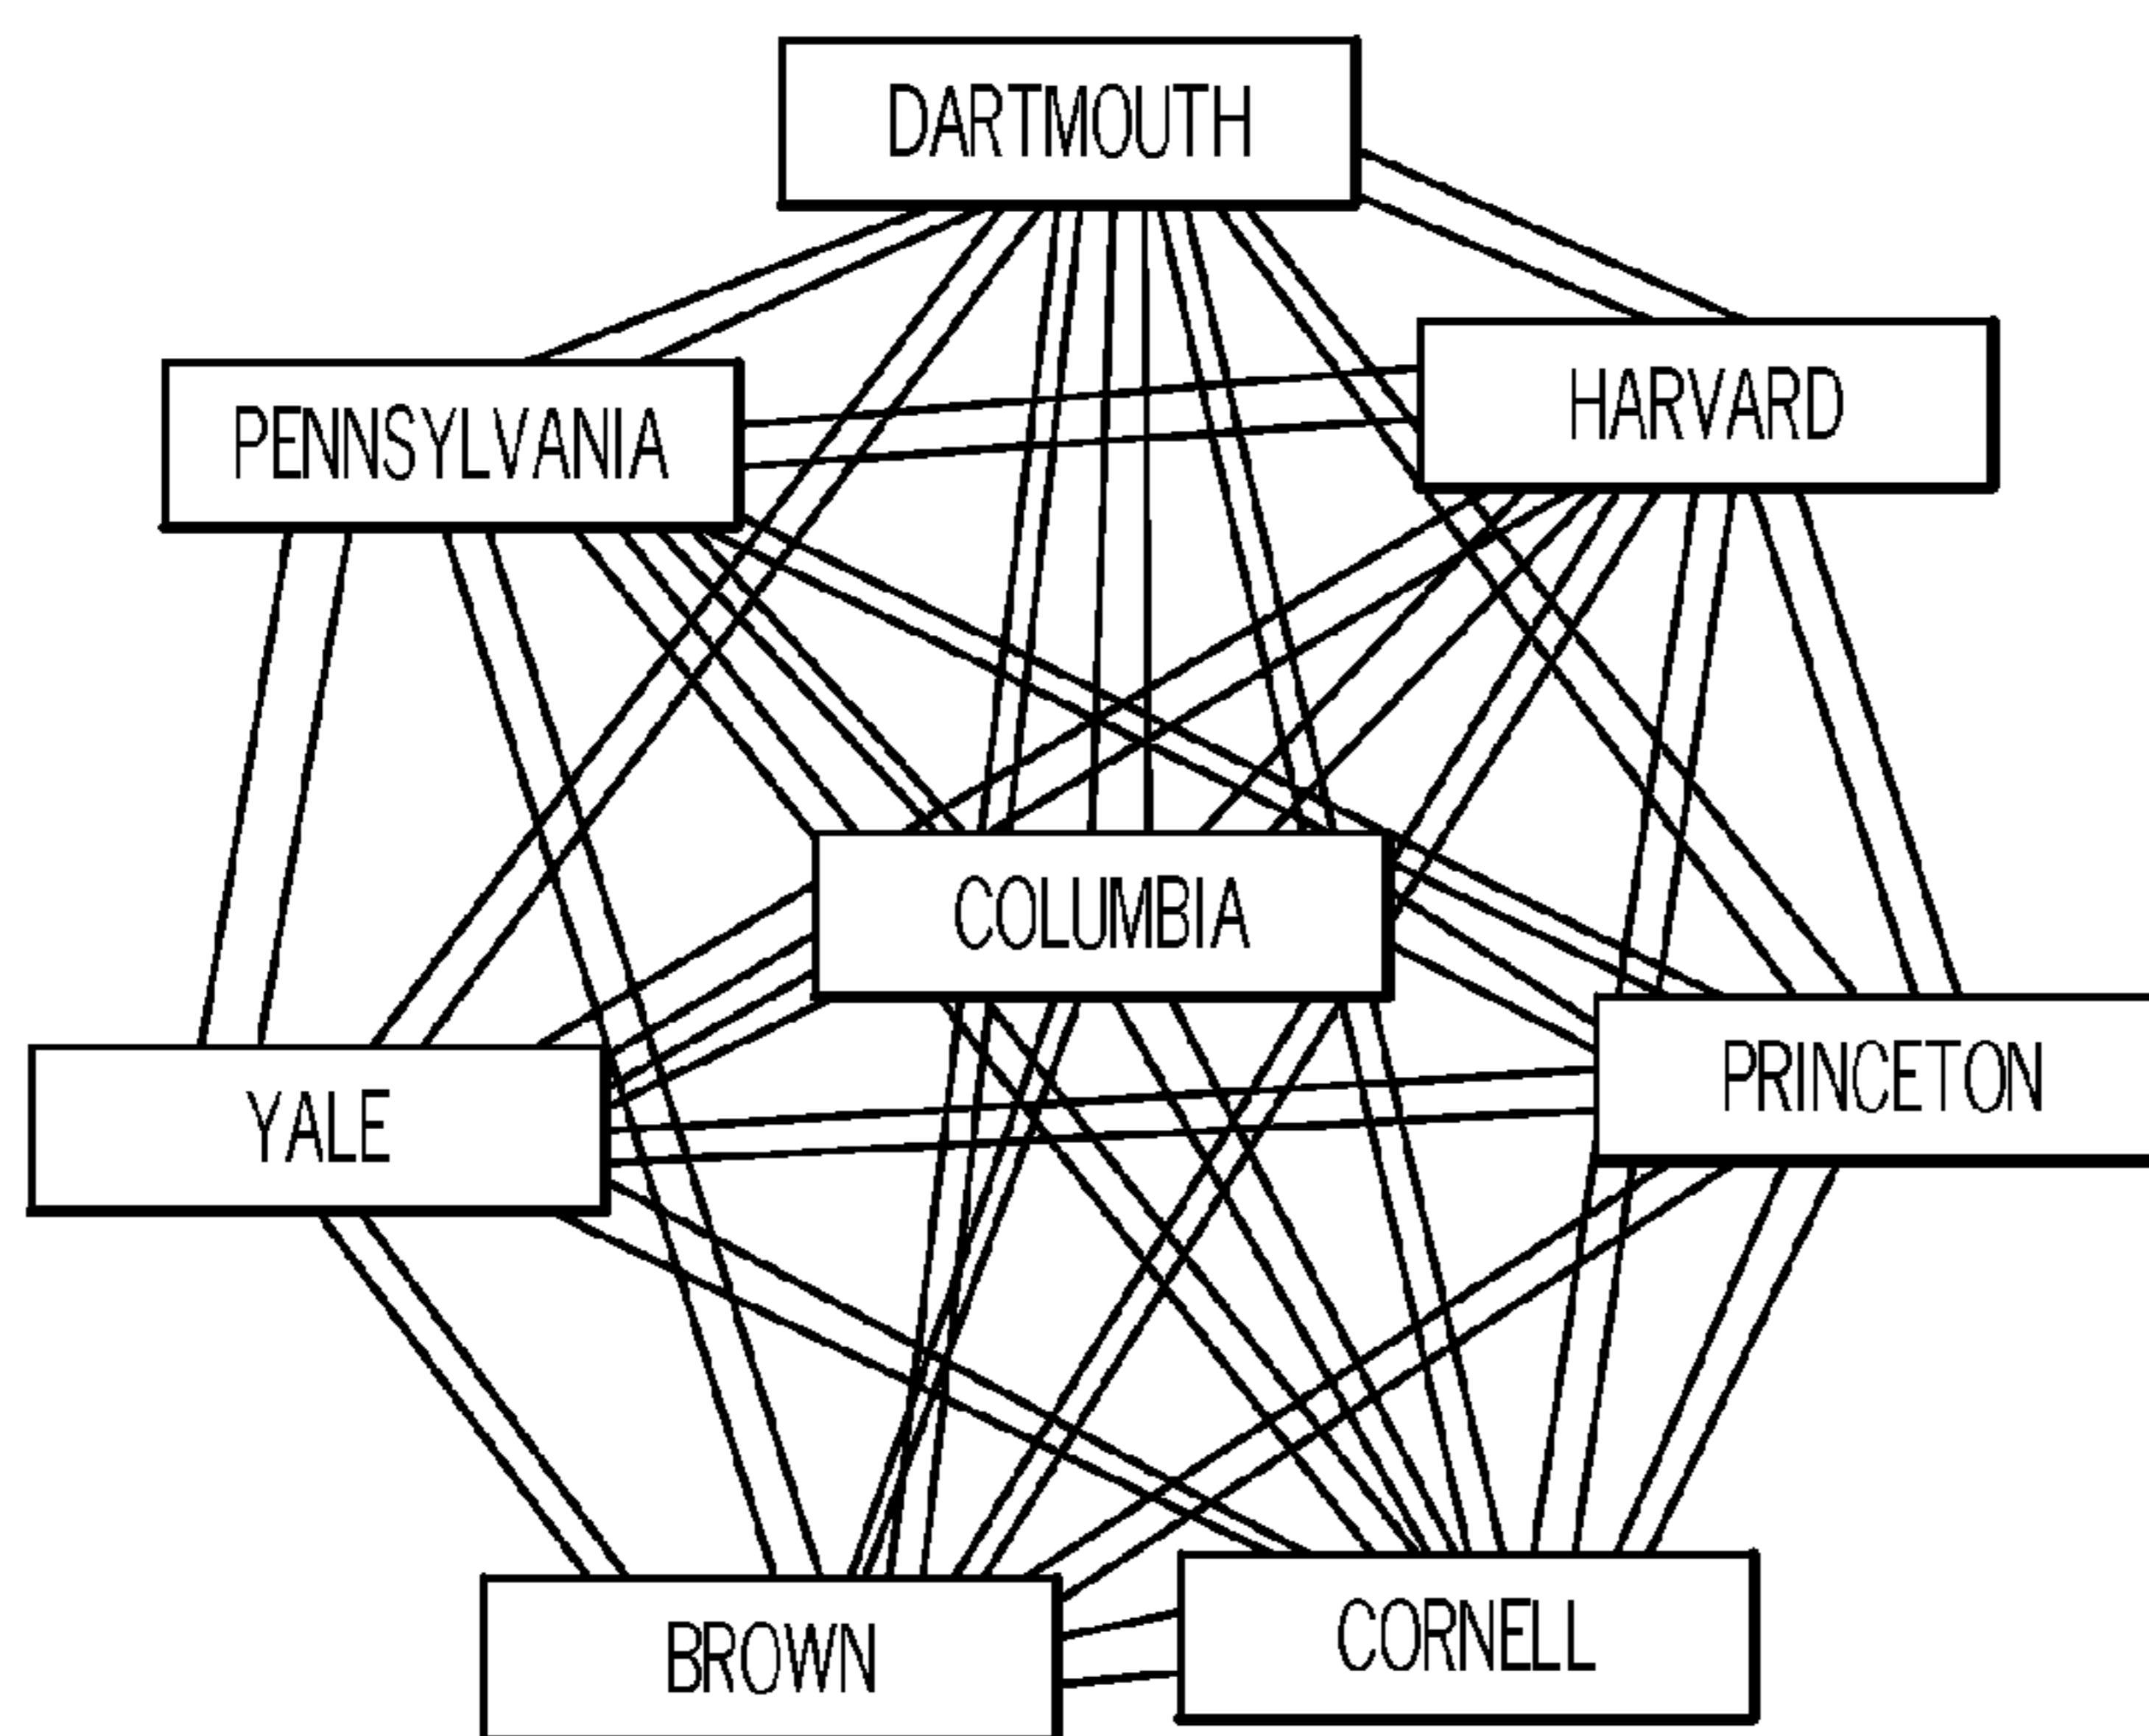 DARTMOUTH
HARVARD
PENNSYLVANIA
COLUMBIA
PRINCETON
YALE
CORNELL
BROWN